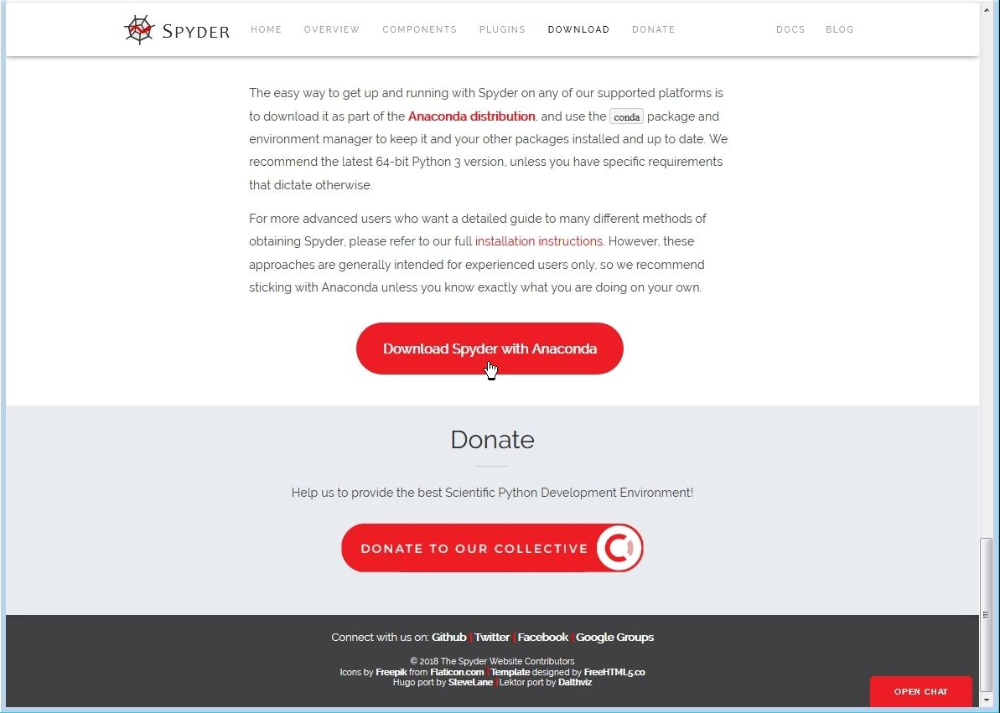 SPYDER HOME OVERVIEW COMPONENTS PLUGINS DOWNLOAD DONATE DOCS BLOG
The easy way to get up and running with Spyder on any of our supported platforms is
to download it as part of the Anaconda distribution, and use the conda package and
environment manager to keep it and your other packages installed and up to date. We
recommend the latest 64-bit Python 3 version, unless you have specific requirements
that dictate otherwise.
For more advanced users who want a detailed guide to many different methods of
obtaining Spyder, please refer to our full installation instructions. However, these
approaches are generally intended for experienced users only, so we recommend
sticking with Anaconda unless you know exactly what you are doing on your own.
Download Spyder with Anaconda
Donate
Help us to provide the best Scientific Python Development Environment!
DONATE TO OUR COLLECTIVE
Connect with us on: Github | Twitter | Facebook | Google Groups
© 2018 The Spyder Website Contributors
Icons by Freepik from Flaticon.com | Template designed by FreeHTML5.co
Hugo port by SteveLane | Lektor port by Dalthviz
OPEN CHAT